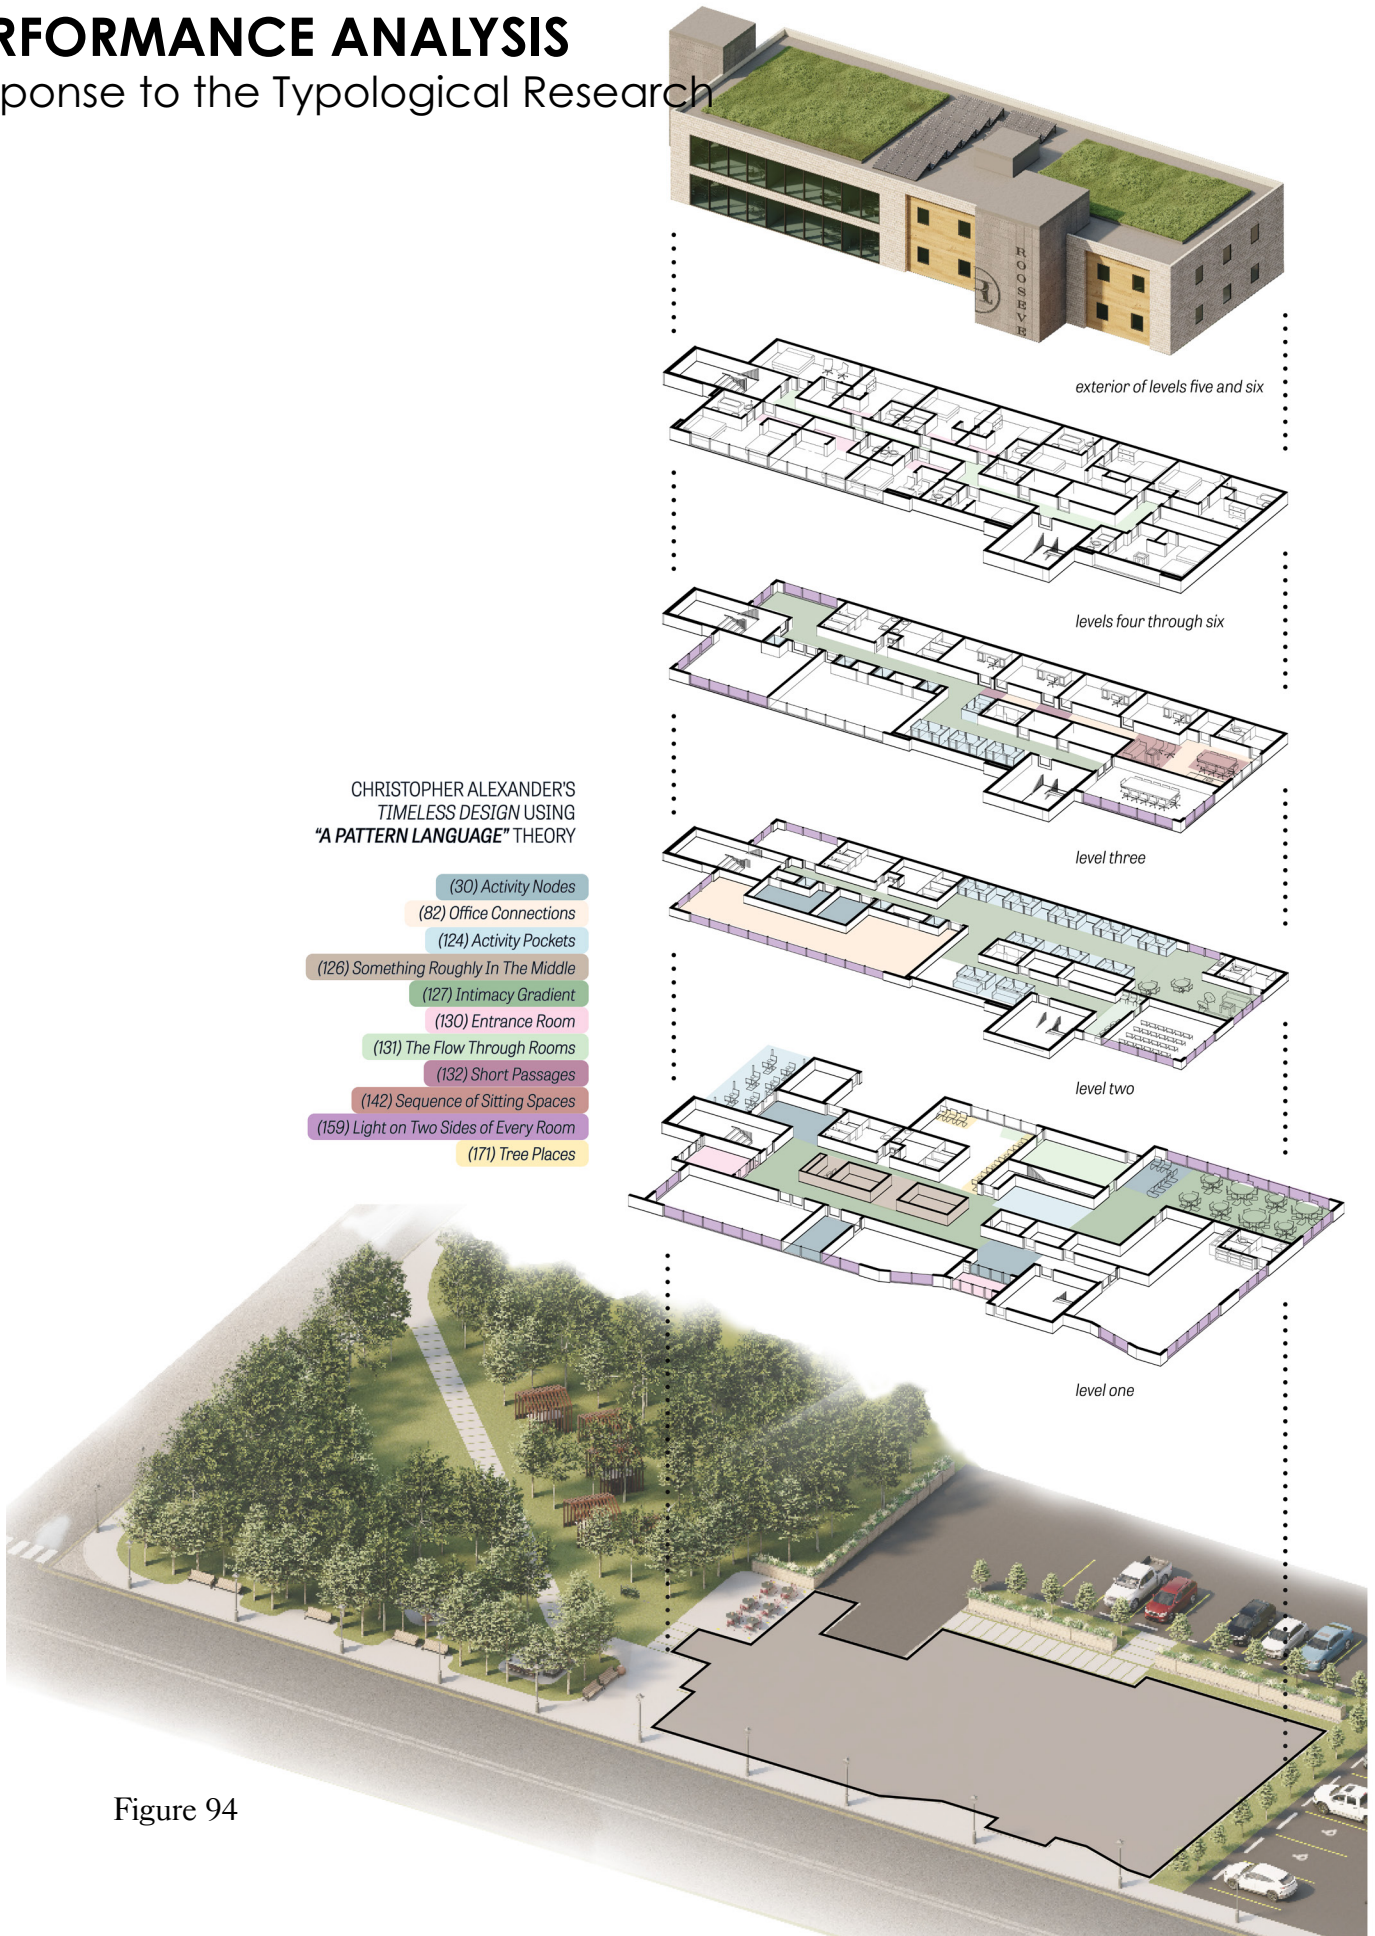 RFORMANCE ANALYSIS
ponse to the Typological Research
ROOSEVE
exterior of levels five and six
levels four through six
level three
level two
level one
CHRISTOPHER ALEXANDER'S
TIMELESS DESIGN USING
"A PATTERN LANGUAGE" THEORY
(30) Activity Nodes
(82) Office Connections
(124) Activity Pockets
(126) Something Roughly In The Middle
(127) Intimacy Gradient
(130) Entrance Room
(131) The Flow Through Rooms
(132) Short Passages
(142) Sequence of Sitting Spaces
(159) Light on Two Sides of Every Room
(171) Tree Places
Figure 94